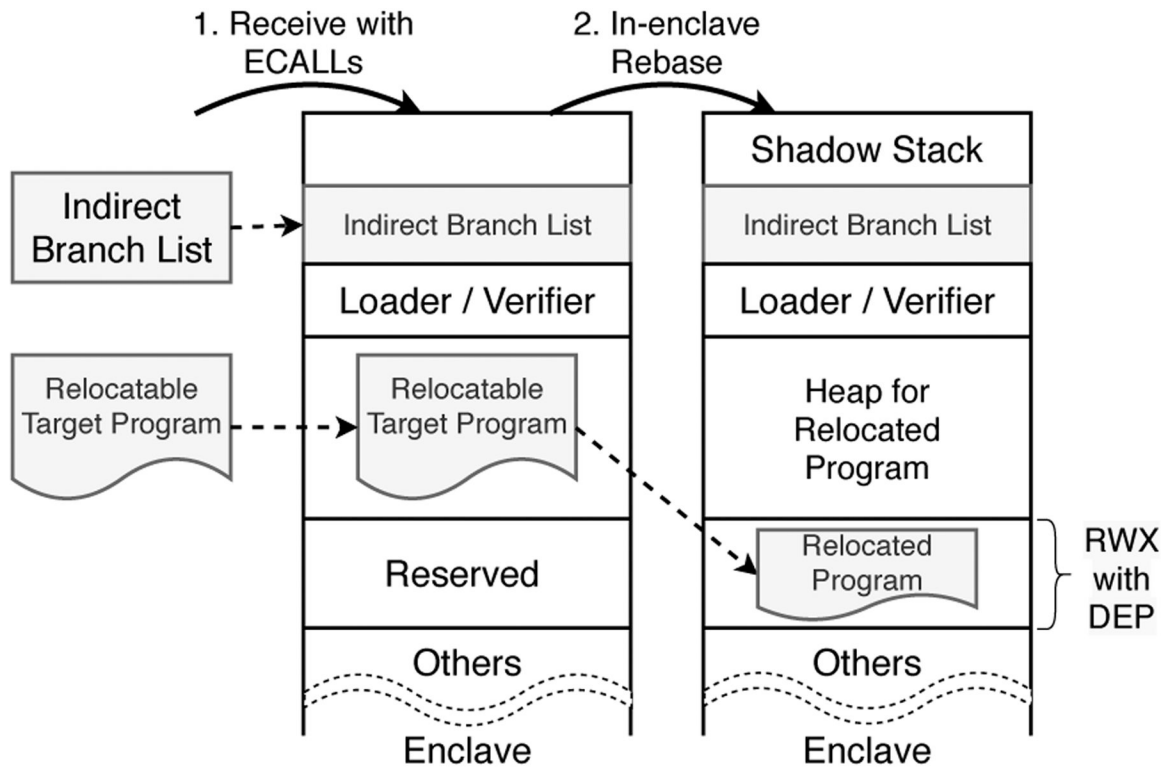 1. Receive with
ECALLs
2. In-enclave
Rebase
Indirect
Branch List
Relocatable
Target Program
Indirect Branch List
Loader / Verifier
Relocatable
Target Program
Reserved
Others
Enclave
Shadow Stack
Indirect Branch List
Loader / Verifier
Heap for
Relocated
Program
Relocated
Program
Others
Enclave
RWX
with
DEP